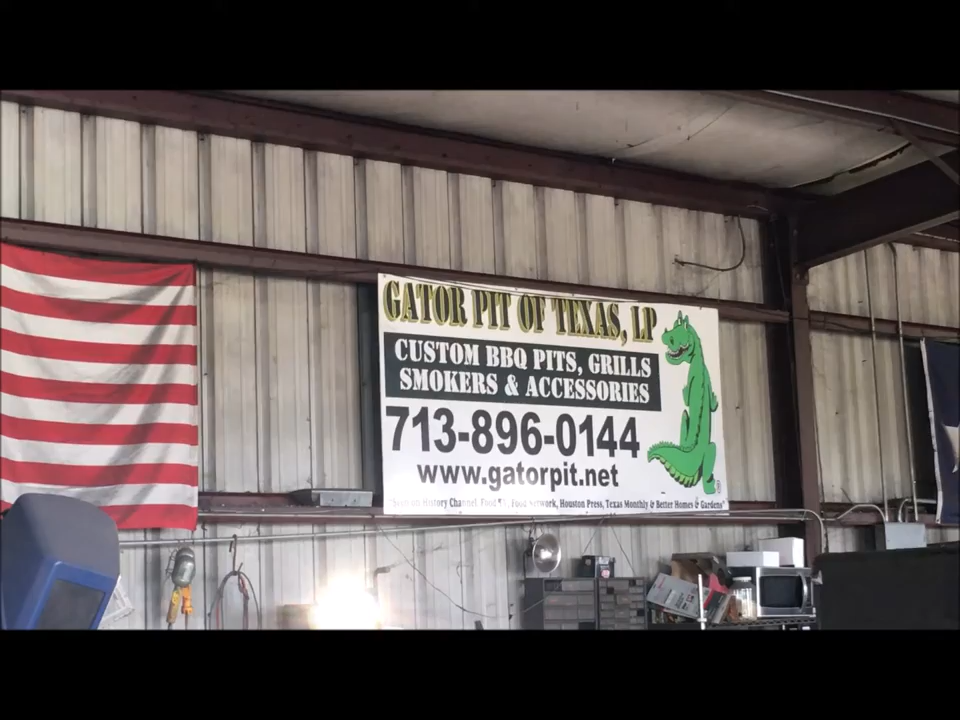 GATOR PIT OF TEXAS, LP
CUSTOM BBQ PITS, GRILLS
SMOKERS & ACCESSORIES
713-896-0144
www.gatorpit.net
History Channel, Food Network, Houston Press, Texas Monthly & Better Homes & Gardens"